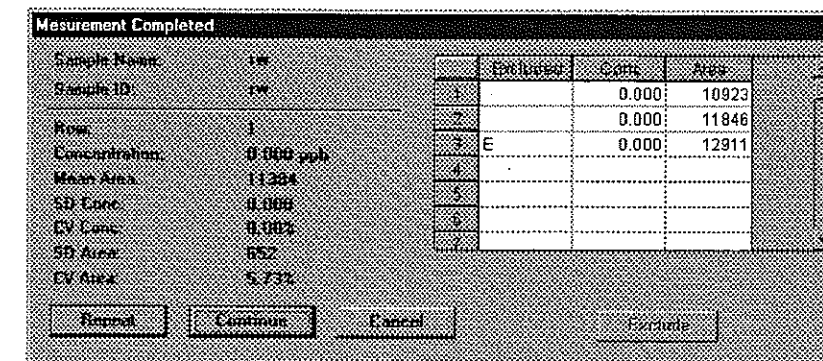 Mesurement Completed
Sample Name: rw
Sample ID: rw
Row: 1
Concentration: 0.000 ppb
Mean Area: 11384
SD Conc: 0.000
CV Conc: 0.00%
SD Area: 652
CV Area: 5.73%
Excluded Conc Area
1 0.000 10923
2 0.000 11846
3 E 0.000 12911
4
5
6
7
Repeat Continue Cancel Exclude